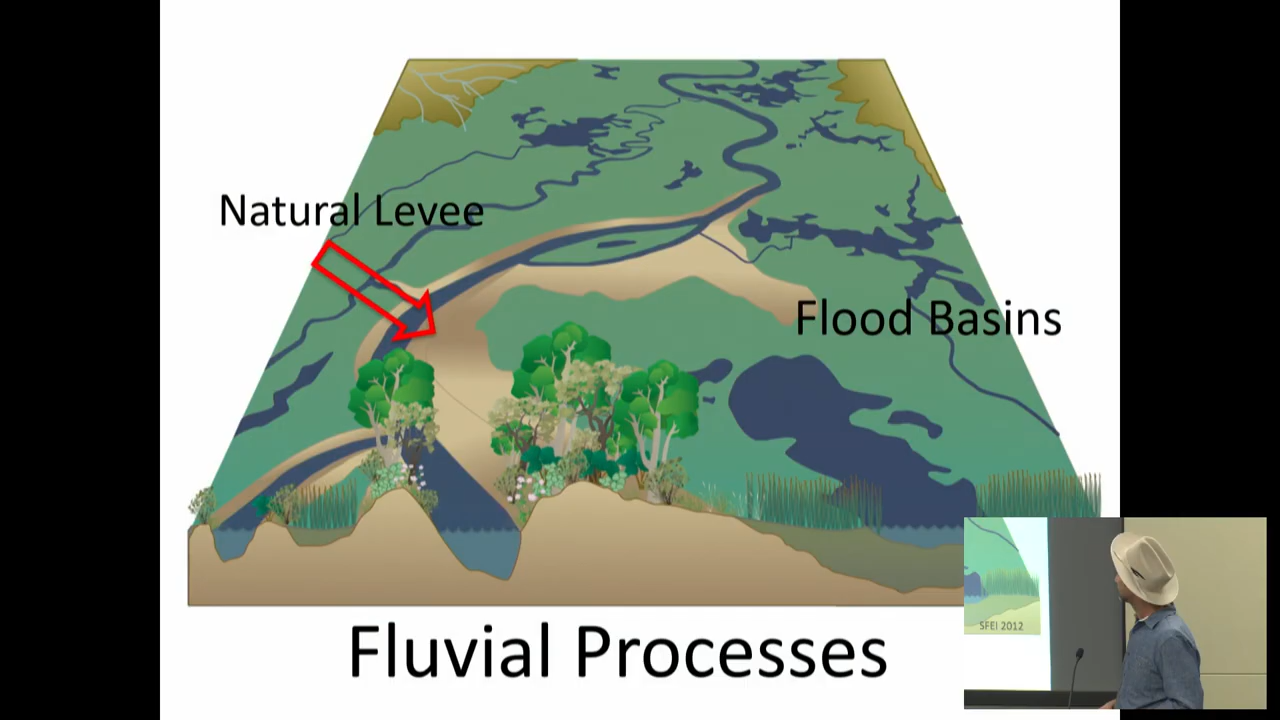 Natural Levee
Flood Basins
SFEI 2012
Fluvial Processes